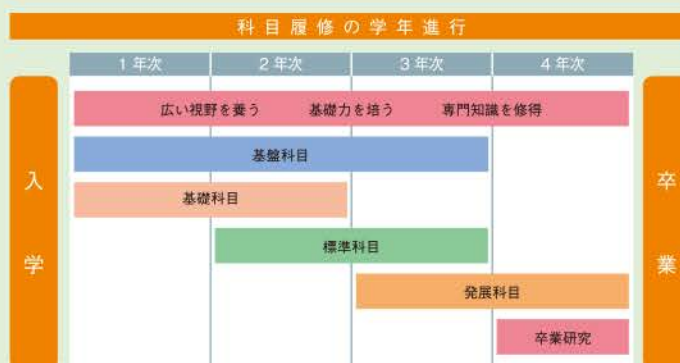 科目履修の学年進行
1年次 2年次 3年次 4年次
入学
広い視野を養う 基礎力を培う 専門知識を修得
基盤科目
基礎科目
標準科目
発展科目
卒業研究
卒業